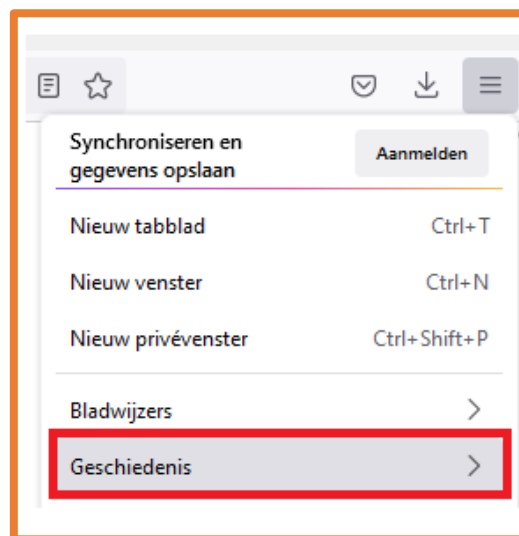 Synchroniseren en
gegevens opslaan
Aanmelden
Nieuw tabblad Ctrl+T
Nieuw venster Ctrl+N
Nieuw privévenster Ctrl+Shift+P
Bladwijzers
Geschiedenis